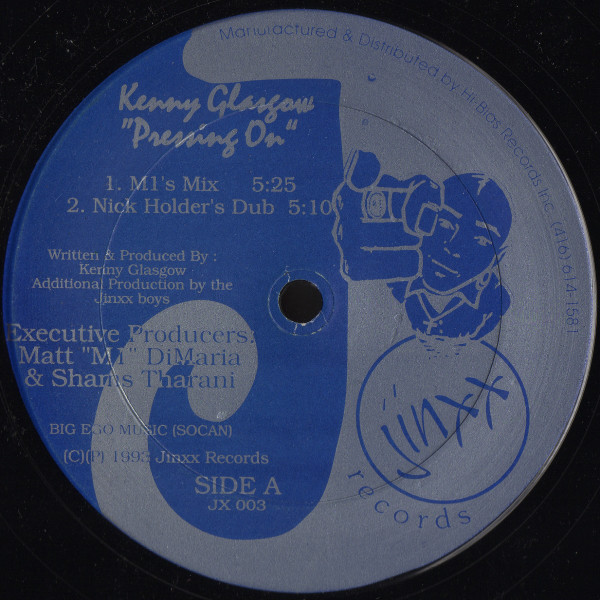 Manufactured & Distributed by Hi Bias Records Inc. (416) 614-1581
Kenny Glasgow
"Pressing On"
1. M1's Mix 5:25
2. Nick Holder's Dub 5:10
Written & Produced By :
Kenny Glasgow
Additional Production by the
Jinxx boys
Executive Producers:
Matt "M1" DiMaria
& Shams Tharani
BIG EGO MUSIC (SOCAN)
(C)(P) 1993 Jinxx Records
SIDE A
JX 003
jinxx
records